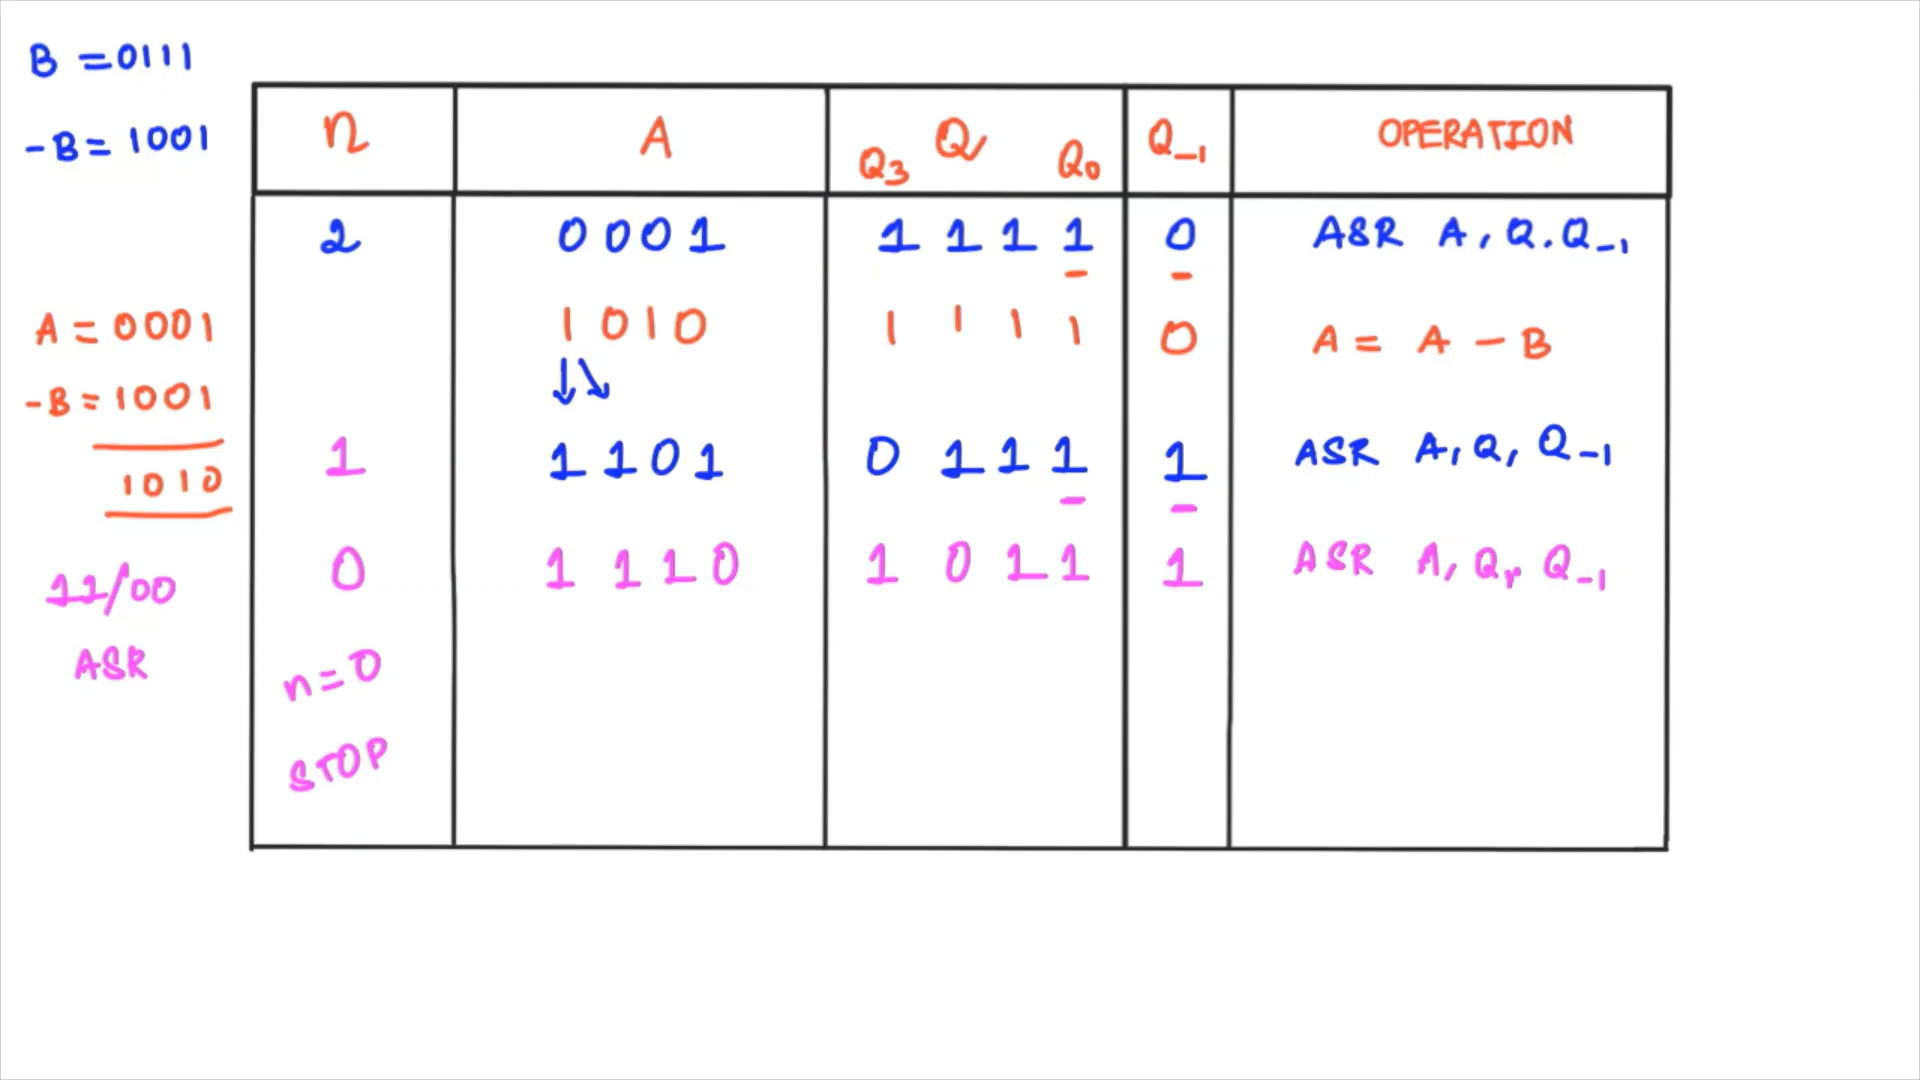 B = 0111
-B = 1001
n A Q Q3 Q0 Q-1 OPERATION
2 0001 1111 0 ASR A, Q. Q-1
A = 0001 1010 1111 0 A = A - B
-B = 1001
1 1101 0111 1 ASR A, Q, Q-1
1010
0 1110 1011 1 ASR A, Q, Q-1
11/00
ASR
n=0
STOP